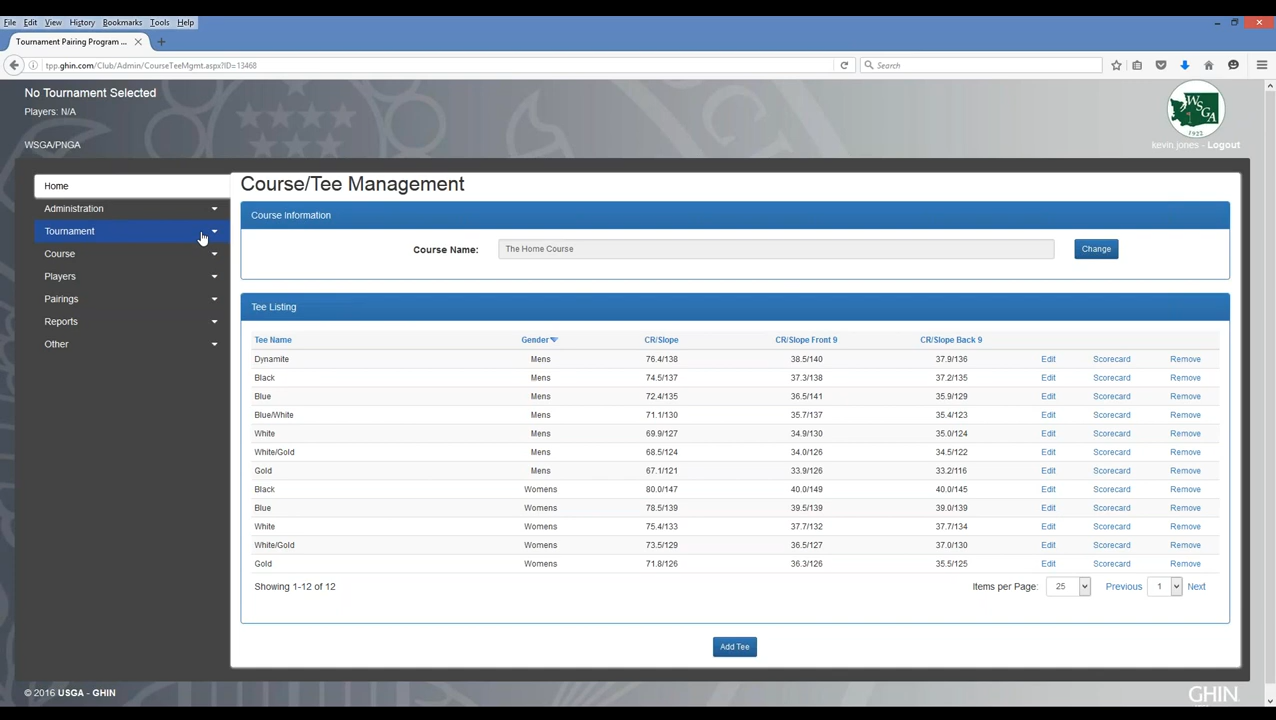 File Edit View History Bookmarks Tools Help
Tournament Pairing Program ...
tpp.ghin.com/Club/Admin/CourseTeeMgmt.aspx?ID=13468
Search
No Tournament Selected
Players: N/A
WSGA/PNGA
WSGA
1922
kevin jones - Logout
Home
Administration
Tournament
Course
Players
Pairings
Reports
Other
Course/Tee Management
Course Information
Course Name: The Home Course Change
Tee Listing
Tee Name Gender CR/Slope CR/Slope Front 9 CR/Slope Back 9
Dynamite Mens 76.4/138 38.5/140 37.9/136 Edit Scorecard Remove
Black Mens 74.5/137 37.3/138 37.2/135 Edit Scorecard Remove
Blue Mens 72.4/135 36.5/141 35.9/129 Edit Scorecard Remove
Blue/White Mens 71.1/130 35.7/137 35.4/123 Edit Scorecard Remove
White Mens 69.9/127 34.9/130 35.0/124 Edit Scorecard Remove
White/Gold Mens 68.5/124 34.0/126 34.5/122 Edit Scorecard Remove
Gold Mens 67.1/121 33.9/126 33.2/116 Edit Scorecard Remove
Black Womens 80.0/147 40.0/149 40.0/145 Edit Scorecard Remove
Blue Womens 78.5/139 39.5/139 39.0/139 Edit Scorecard Remove
White Womens 75.4/133 37.7/132 37.7/134 Edit Scorecard Remove
White/Gold Womens 73.5/129 36.5/127 37.0/130 Edit Scorecard Remove
Gold Womens 71.8/126 36.3/126 35.5/125 Edit Scorecard Remove
Showing 1-12 of 12 Items per Page: 25 Previous 1 Next
Add Tee
© 2016 USGA - GHIN
GHIN